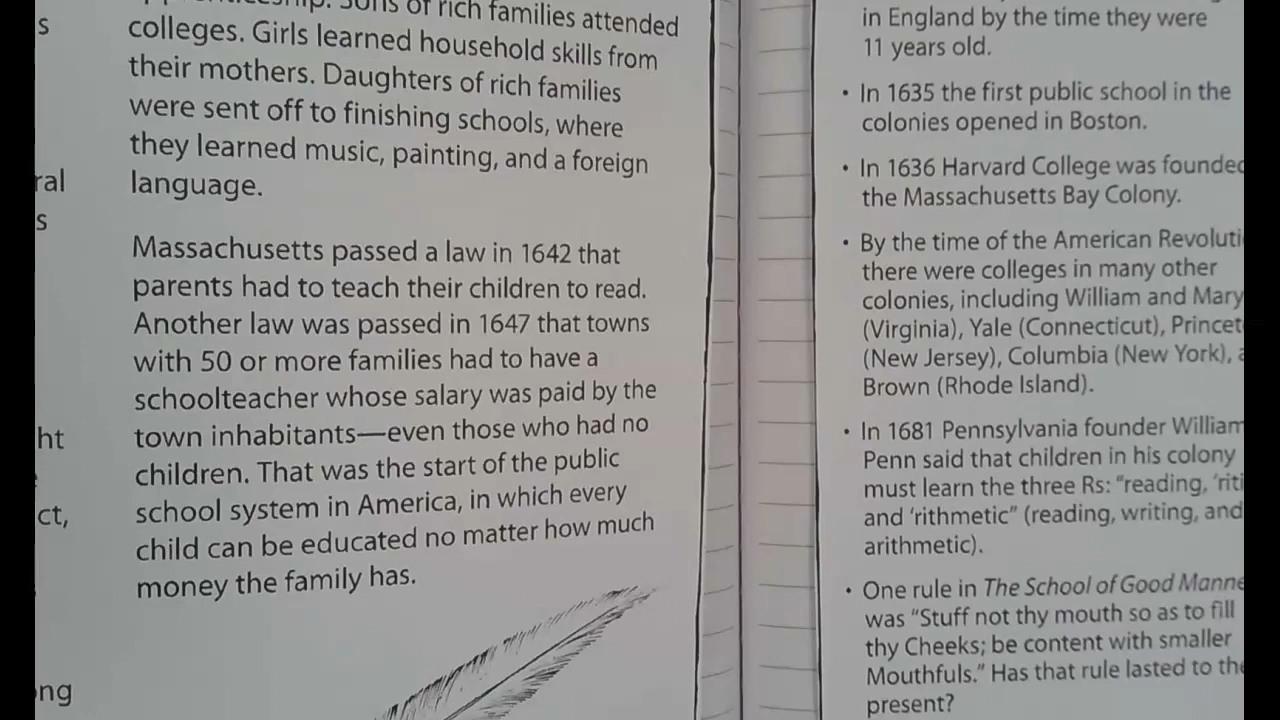 s
ral
s
ht
ct,
ong
of rich families attended
colleges. Girls learned household skills from
their mothers. Daughters of rich families
were sent off to finishing schools, where
they learned music, painting, and a foreign
language.
Massachusetts passed a law in 1642 that
parents had to teach their children to read.
Another law was passed in 1647 that towns
with 50 or more families had to have a
schoolteacher whose salary was paid by the
town inhabitants—even those who had no
children. That was the start of the public
school system in America, in which every
child can be educated no matter how much
money the family has.
in England by the time they were
11 years old.
• In 1635 the first public school in the
colonies opened in Boston.
• In 1636 Harvard College was founded
the Massachusetts Bay Colony.
• By the time of the American Revoluti
there were colleges in many other
colonies, including William and Mary
(Virginia), Yale (Connecticut), Princet
(New Jersey), Columbia (New York), a
Brown (Rhode Island).
• In 1681 Pennsylvania founder William
Penn said that children in his colony
must learn the three Rs: “reading, ’riti
and ’rithmetic” (reading, writing, and
arithmetic).
• One rule in The School of Good Manne
was “Stuff not thy mouth so as to fill
thy Cheeks; be content with smaller
Mouthfuls.” Has that rule lasted to the
present?